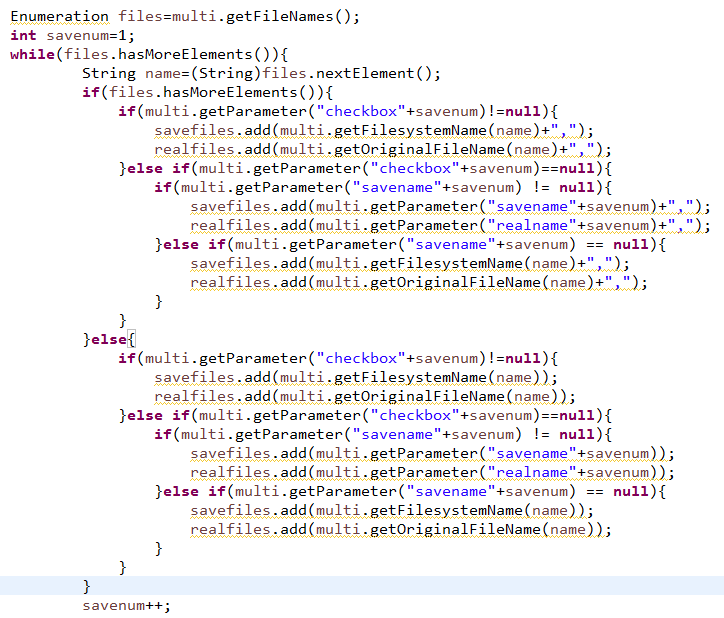 Enumeration files=multi.getFileNames();
int savenum=1;
while(files.hasMoreElements()){
        String name=(String)files.nextElement();
        if(files.hasMoreElements()){
            if(multi.getParameter("checkbox"+savenum)!=null){
                savefiles.add(multi.getFilesystemName(name)+",");
                realfiles.add(multi.getOriginalFileName(name)+",");
            }else if(multi.getParameter("checkbox"+savenum)==null){
                if(multi.getParameter("savename"+savenum) != null){
                    savefiles.add(multi.getParameter("savename"+savenum)+",");
                    realfiles.add(multi.getParameter("realname"+savenum)+",");
                }else if(multi.getParameter("savename"+savenum) == null){
                    savefiles.add(multi.getFilesystemName(name)+",");
                    realfiles.add(multi.getOriginalFileName(name)+",");
                }
            }
        }else{
            if(multi.getParameter("checkbox"+savenum)!=null){
                savefiles.add(multi.getFilesystemName(name));
                realfiles.add(multi.getOriginalFileName(name));
            }else if(multi.getParameter("checkbox"+savenum)==null){
                if(multi.getParameter("savename"+savenum) != null){
                    savefiles.add(multi.getParameter("savename"+savenum));
                    realfiles.add(multi.getParameter("realname"+savenum));
                }else if(multi.getParameter("savename"+savenum) == null){
                    savefiles.add(multi.getFilesystemName(name));
                    realfiles.add(multi.getOriginalFileName(name));
                }
            }
        }
        savenum++;